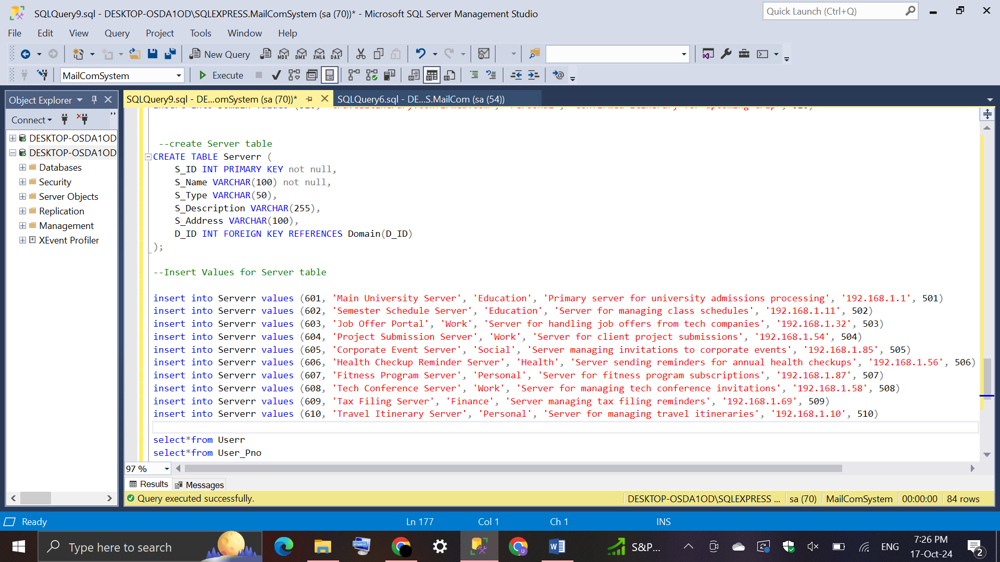 SQLQuery9.sql - DESKTOP-OSDA1OD\SQLEXPRESS.MailComSystem (sa (70))* - Microsoft SQL Server Management Studio
Quick Launch (Ctrl+Q)
File Edit View Query Project Tools Window Help
New Query MDX DMX XMLA DAX
MailComSystem Execute
Object Explorer
SQLQuery9.sql - DE...omSystem (sa (70))* SQLQuery6.sql - DE...S.MailCom (sa (54))
Connect
DESKTOP-OSDA1OD
DESKTOP-OSDA1OD
Databases
Security
Server Objects
Replication
Management
XEvent Profiler
--create Server table
CREATE TABLE Serverr (
S_ID INT PRIMARY KEY not null,
S_Name VARCHAR(100) not null,
S_Type VARCHAR(50),
S_Description VARCHAR(255),
S_Address VARCHAR(100),
D_ID INT FOREIGN KEY REFERENCES Domain(D_ID)
);
--Insert Values for Server table
insert into Serverr values (601, 'Main University Server', 'Education', 'Primary server for university admissions processing', '192.168.1.1', 501)
insert into Serverr values (602, 'Semester Schedule Server', 'Education', 'Server for managing class schedules', '192.168.1.11', 502)
insert into Serverr values (603, 'Job Offer Portal', 'Work', 'Server for handling job offers from tech companies', '192.168.1.32', 503)
insert into Serverr values (604, 'Project Submission Server', 'Work', 'Server for client project submissions', '192.168.1.54', 504)
insert into Serverr values (605, 'Corporate Event Server', 'Social', 'Server managing invitations to corporate events', '192.168.1.85', 505)
insert into Serverr values (606, 'Health Checkup Reminder Server', 'Health', 'Server sending reminders for annual health checkups', '192.168.1.56', 506)
insert into Serverr values (607, 'Fitness Program Server', 'Personal', 'Server for fitness program subscriptions', '192.168.1.87', 507)
insert into Serverr values (608, 'Tech Conference Server', 'Work', 'Server for managing tech conference invitations', '192.168.1.58', 508)
insert into Serverr values (609, 'Tax Filing Server', 'Finance', 'Server managing tax filing reminders', '192.168.1.69', 509)
insert into Serverr values (610, 'Travel Itinerary Server', 'Personal', 'Server for managing travel itineraries', '192.168.1.10', 510)
select*from Userr
select*from User_Pno
97 %
Results Messages
Query executed successfully. DESKTOP-OSDA1OD\SQLEXPRESS ... sa (70) MailComSystem 00:00:00 84 rows
Ready Ln 177 Col 1 Ch 1 INS
Type here to search S&P... ENG 7:26 PM
17-Oct-24 2